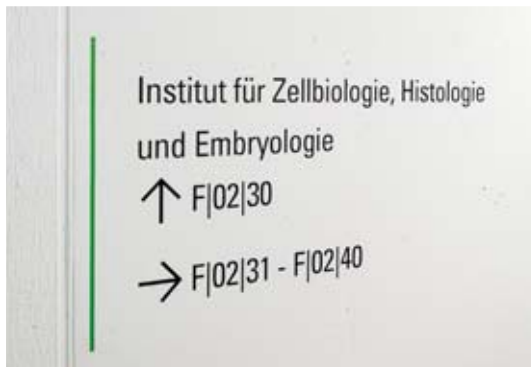 Institut für Zellbiologie, Histologie
und Embryologie
↑ F|02|30
→ F|02|31 - F|02|40